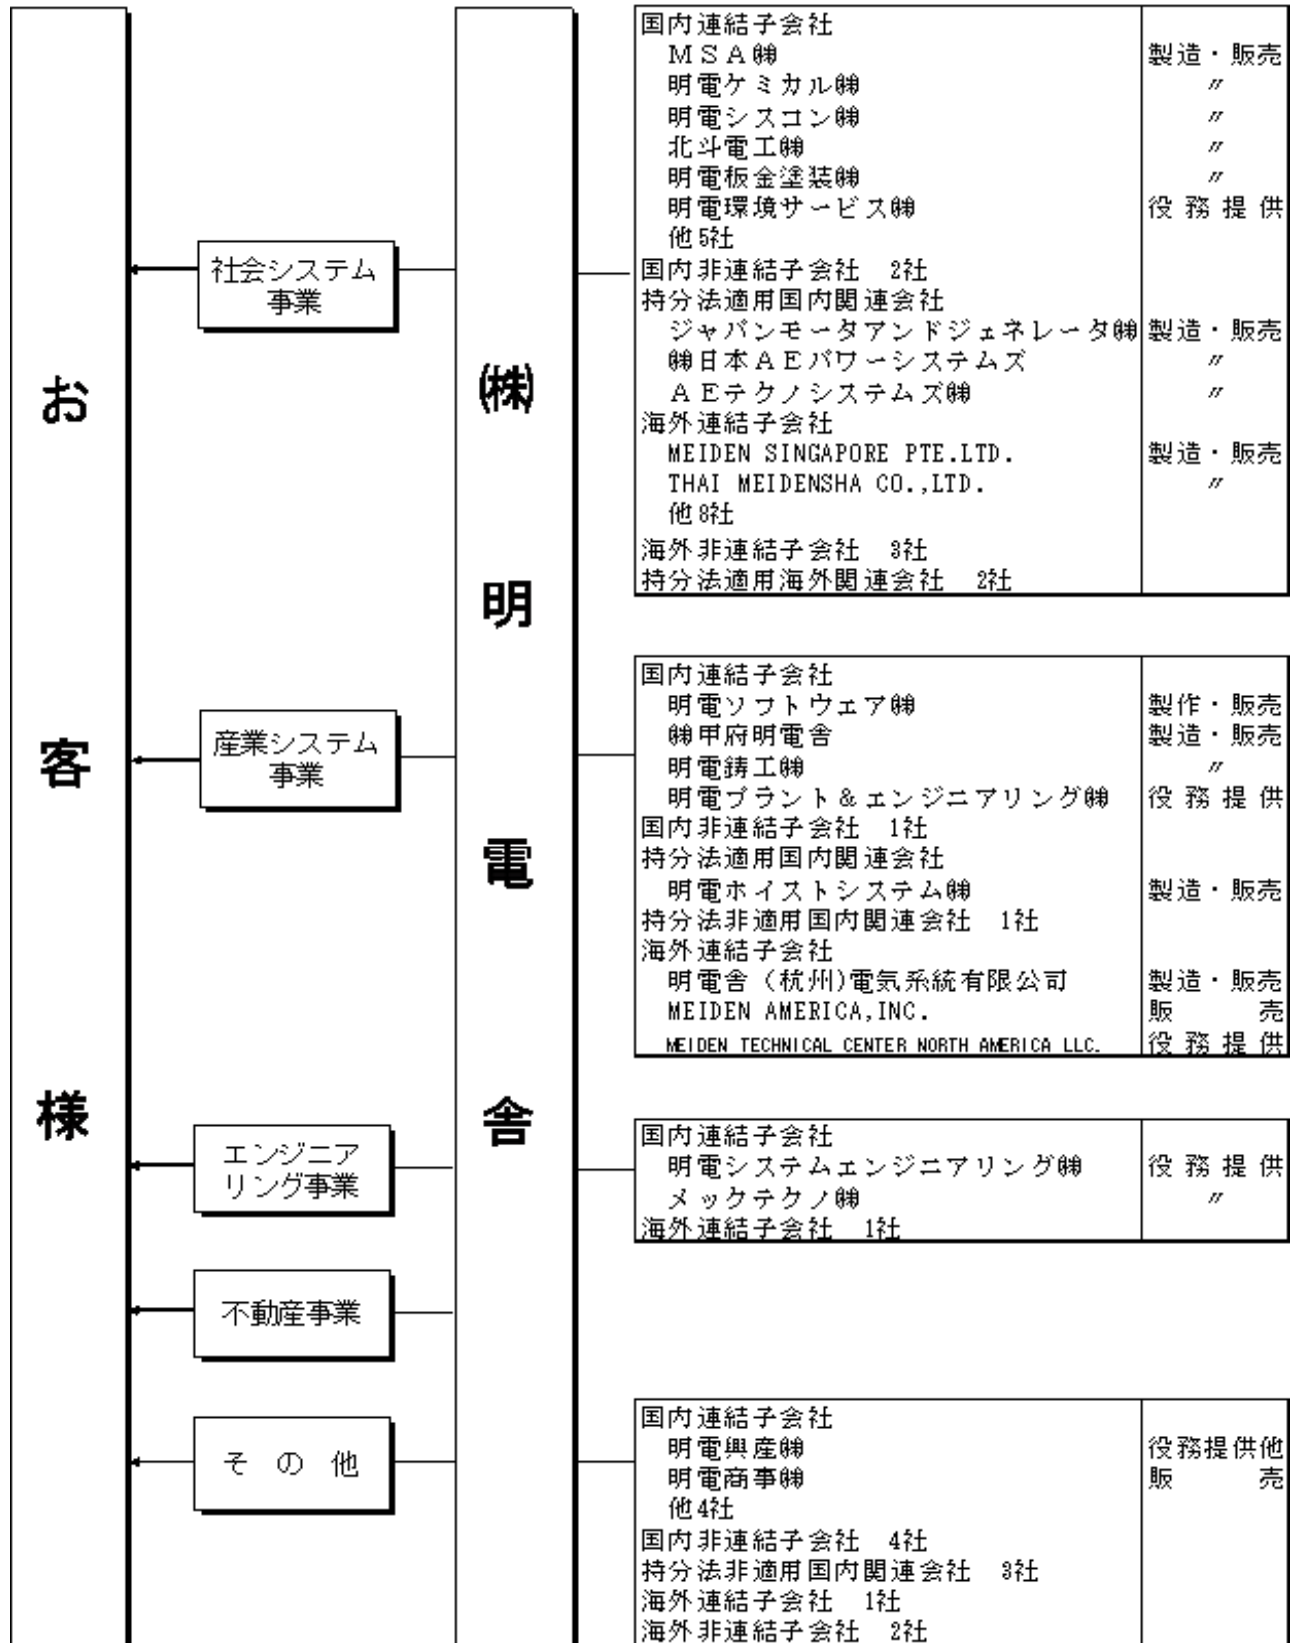 お客様
社会システム
事業
産業システム
事業
エンジニア
リング事業
不動産事業
その他
㈱明電舎
国内連結子会社
ＭＳＡ㈱ 製造・販売
明電ケミカル㈱ 〃
明電シスコン㈱ 〃
北斗電工㈱ 〃
明電板金塗装㈱ 〃
明電環境サービス㈱ 役務提供
他5社
国内非連結子会社 2社
持分法適用国内関連会社
ジャパンモータアンドジェネレータ㈱ 製造・販売
㈱日本ＡＥパワーシステムズ 〃
ＡＥテクノシステムズ㈱ 〃
海外連結子会社
MEIDEN SINGAPORE PTE.LTD. 製造・販売
THAI MEIDENSHA CO.,LTD. 〃
他8社
海外非連結子会社 3社
持分法適用海外関連会社 2社
国内連結子会社
明電ソフトウェア㈱ 製作・販売
㈱甲府明電舎 製造・販売
明電鋳工㈱ 〃
明電プラント＆エンジニアリング㈱ 役務提供
国内非連結子会社 1社
持分法適用国内関連会社
明電ホイストシステム㈱ 製造・販売
持分法非適用国内関連会社 1社
海外連結子会社
明電舎（杭州)電気系統有限公司 製造・販売
MEIDEN AMERICA,INC. 販売
MEIDEN TECHNICAL CENTER NORTH AMERICA LLC. 役務提供
国内連結子会社
明電システムエンジニアリング㈱ 役務提供
メックテクノ㈱ 〃
海外連結子会社 1社
国内連結子会社
明電興産㈱ 役務提供他
明電商事㈱ 販売
他4社
国内非連結子会社 4社
持分法非適用国内関連会社 3社
海外連結子会社 1社
海外非連結子会社 2社